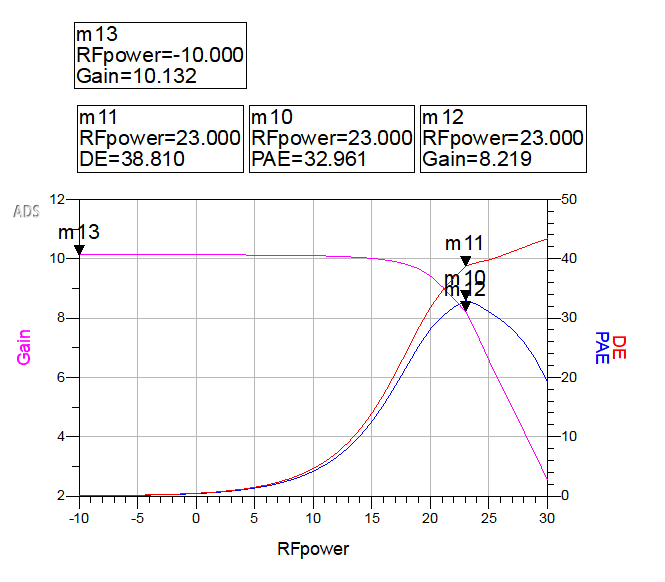 m13
RFpower=-10.000
Gain=10.132
m11
RFpower=23.000
DE=38.810
m10
RFpower=23.000
PAE=32.961
m12
RFpower=23.000
Gain=8.219
ADS
12
10
8
6
4
2
50
40
30
20
10
0
m13
m11
m10
m12
Gain
DE
PAE
-10
-5
0
5
10
15
20
25
30
RFpower